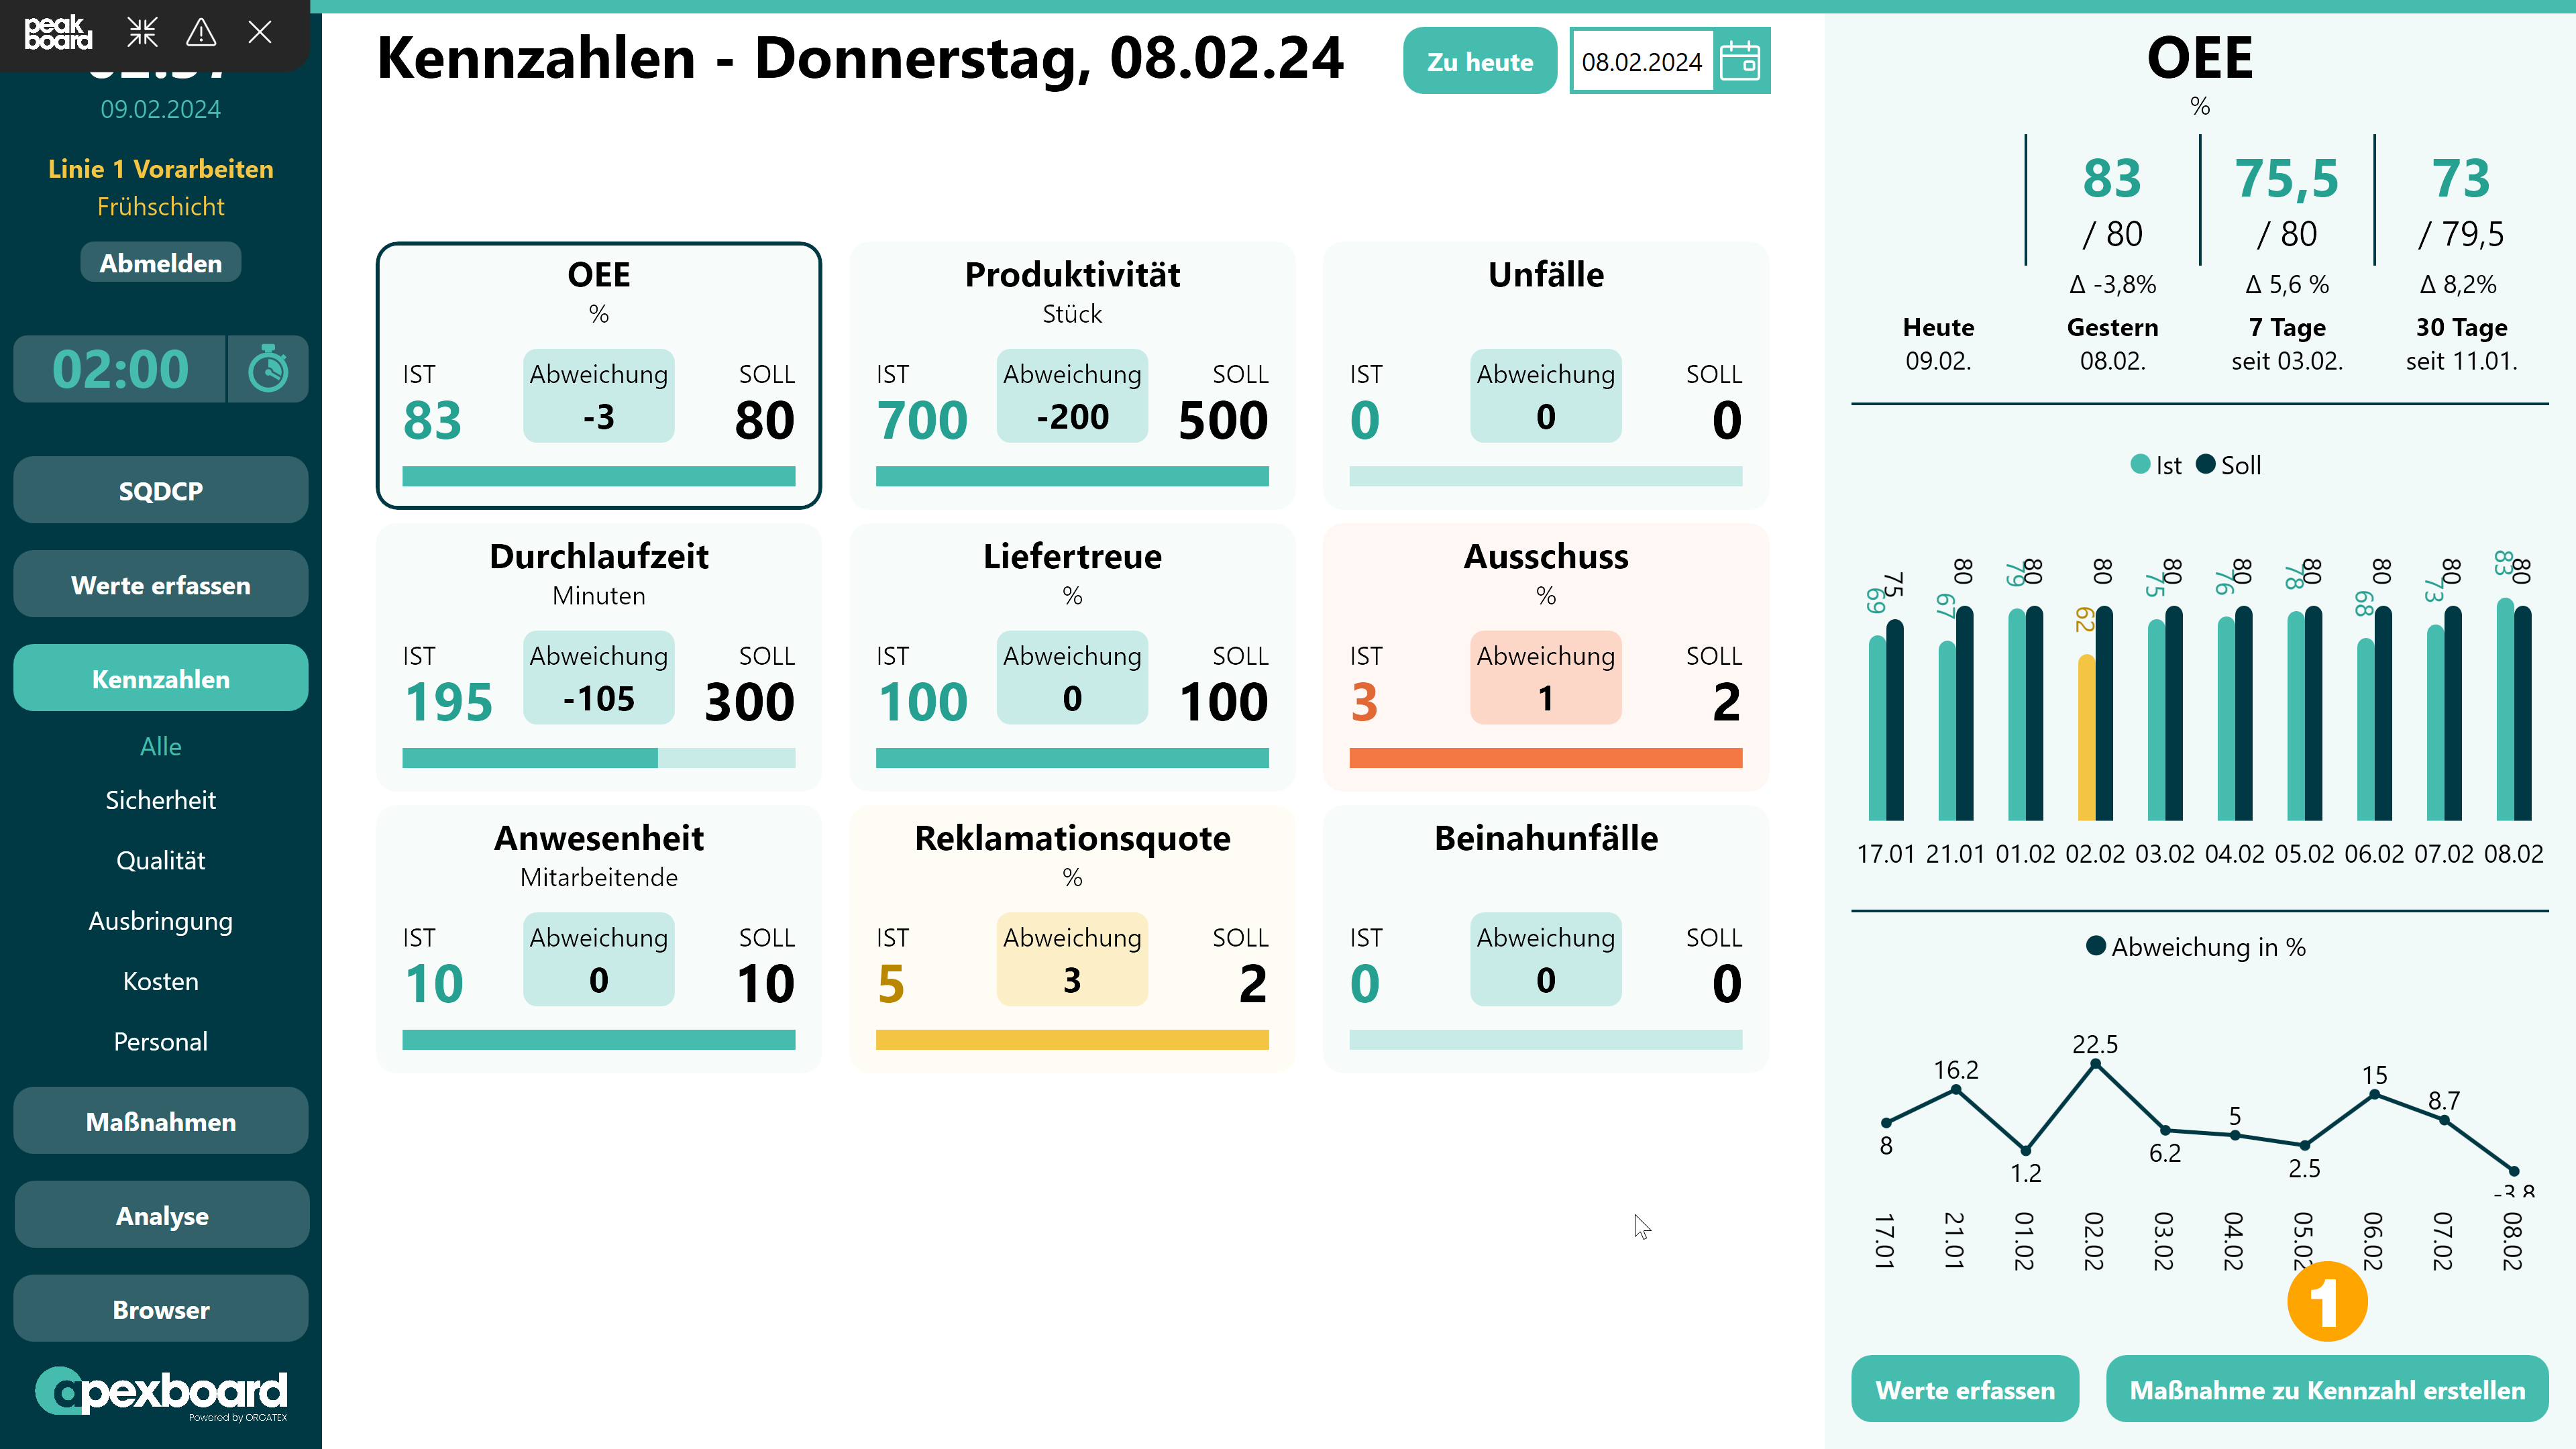 peak
board
09.02.2024
Linie 1 Vorarbeiten
Frühschicht
Abmelden
02:00
SQDCP
Werte erfassen
Kennzahlen
Alle
Sicherheit
Qualität
Ausbringung
Kosten
Personal
Maßnahmen
Analyse
Browser
apexboard
Powered by ORCATEX
Kennzahlen - Donnerstag, 08.02.24
Zu heute
08.02.2024
OEE
%
IST Abweichung SOLL
83 -3 80
Produktivität
Stück
IST Abweichung SOLL
700 -200 500
Unfälle
IST Abweichung SOLL
0 0 0
Durchlaufzeit
Minuten
IST Abweichung SOLL
195 -105 300
Liefertreue
%
IST Abweichung SOLL
100 0 100
Ausschuss
%
IST Abweichung SOLL
3 1 2
Anwesenheit
Mitarbeitende
IST Abweichung SOLL
10 0 10
Reklamationsquote
%
IST Abweichung SOLL
5 3 2
Beinahunfälle
IST Abweichung SOLL
0 0 0
OEE
%
83 75,5 73
/ 80 / 80 / 79,5
Δ -3,8% Δ 5,6 % Δ 8,2%
Heute Gestern 7 Tage 30 Tage
09.02. 08.02. seit 03.02. seit 11.01.
Ist Soll
69 75 67 80 79 80 62 80 75 80 76 80 78 80 68 80 73 80 83 80
17.01 21.01 01.02 02.02 03.02 04.02 05.02 06.02 07.02 08.02
Abweichung in %
8 16.2 1.2 22.5 6.2 5 2.5 15 8.7 -3.8
17.01 21.01 01.02 02.02 03.02 04.02 05.02 06.02 07.02 08.02
1
Werte erfassen
Maßnahme zu Kennzahl erstellen